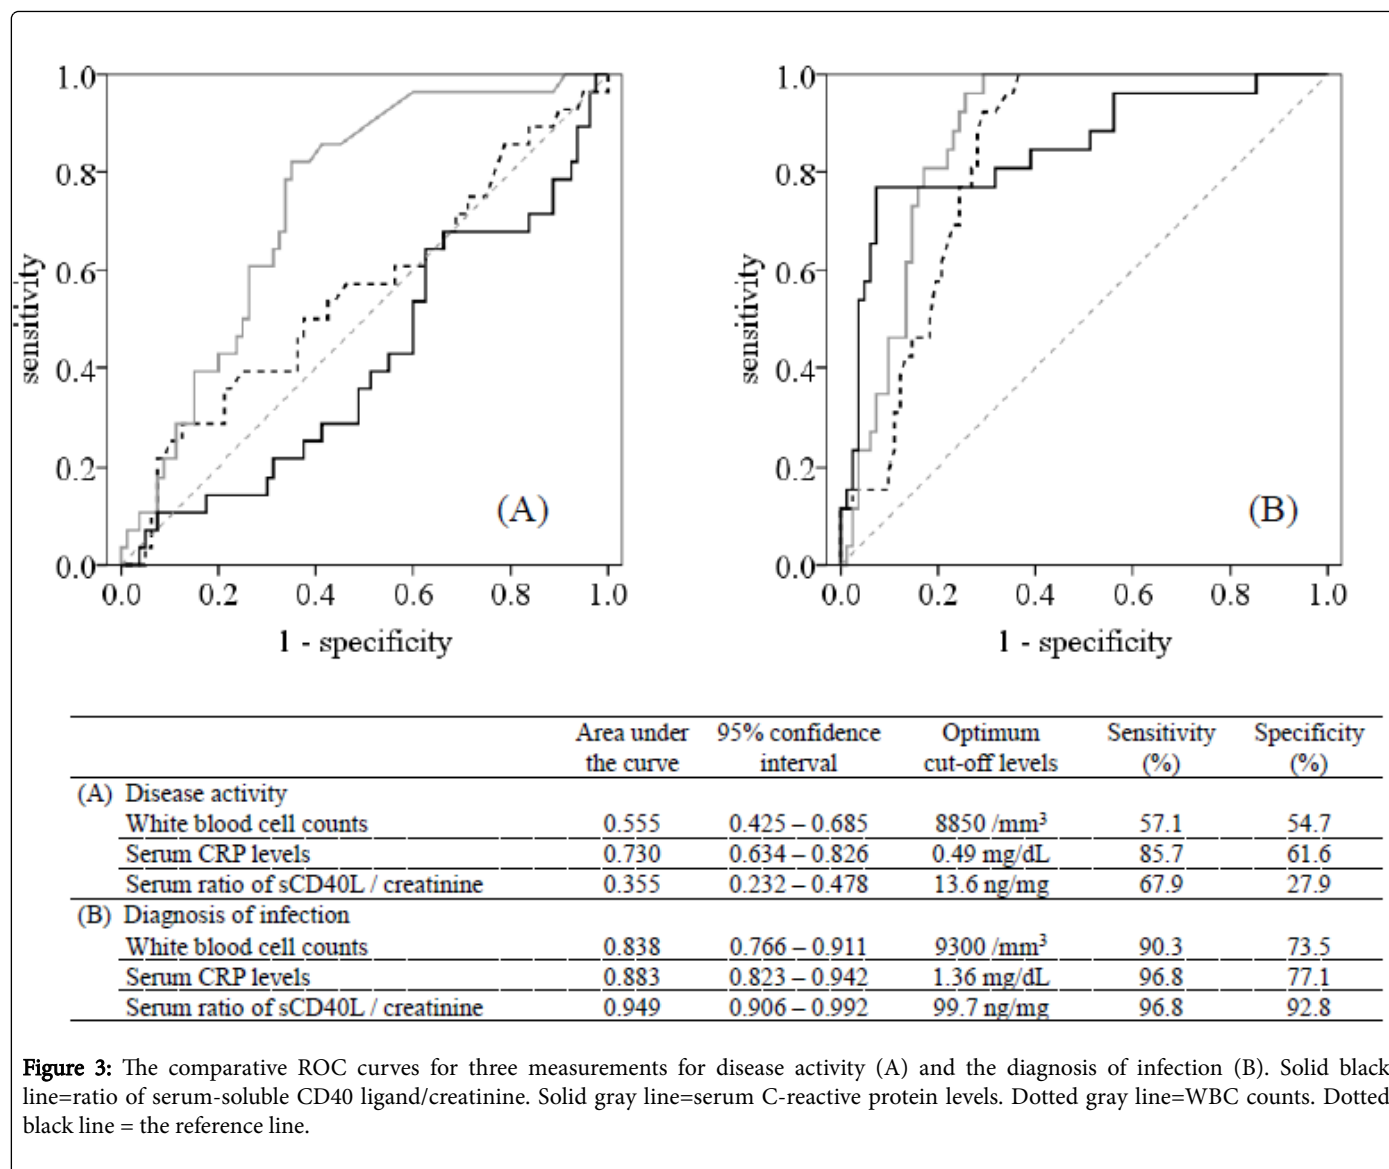 1.0
0.8
0.6
0.4
0.2
0.0
sensitivity
0.0 0.2 0.4 0.6 0.8 1.0
1 - specificity
(A)
1.0
0.8
0.6
0.4
0.2
0.0
sensitivity
0.0 0.2 0.4 0.6 0.8 1.0
1 - specificity
(B)
Area under 95% confidence Optimum Sensitivity Specificity
the curve interval cut-off levels (%) (%)
(A) Disease activity
White blood cell counts 0.555 0.425 – 0.685 8850 /mm³ 57.1 54.7
Serum CRP levels 0.730 0.634 – 0.826 0.49 mg/dL 85.7 61.6
Serum ratio of sCD40L / creatinine 0.355 0.232 – 0.478 13.6 ng/mg 67.9 27.9
(B) Diagnosis of infection
White blood cell counts 0.838 0.766 – 0.911 9300 /mm³ 90.3 73.5
Serum CRP levels 0.883 0.823 – 0.942 1.36 mg/dL 96.8 77.1
Serum ratio of sCD40L / creatinine 0.949 0.906 – 0.992 99.7 ng/mg 96.8 92.8
Figure 3: The comparative ROC curves for three measurements for disease activity (A) and the diagnosis of infection (B). Solid black
line=ratio of serum-soluble CD40 ligand/creatinine. Solid gray line=serum C-reactive protein levels. Dotted gray line=WBC counts. Dotted
black line = the reference line.